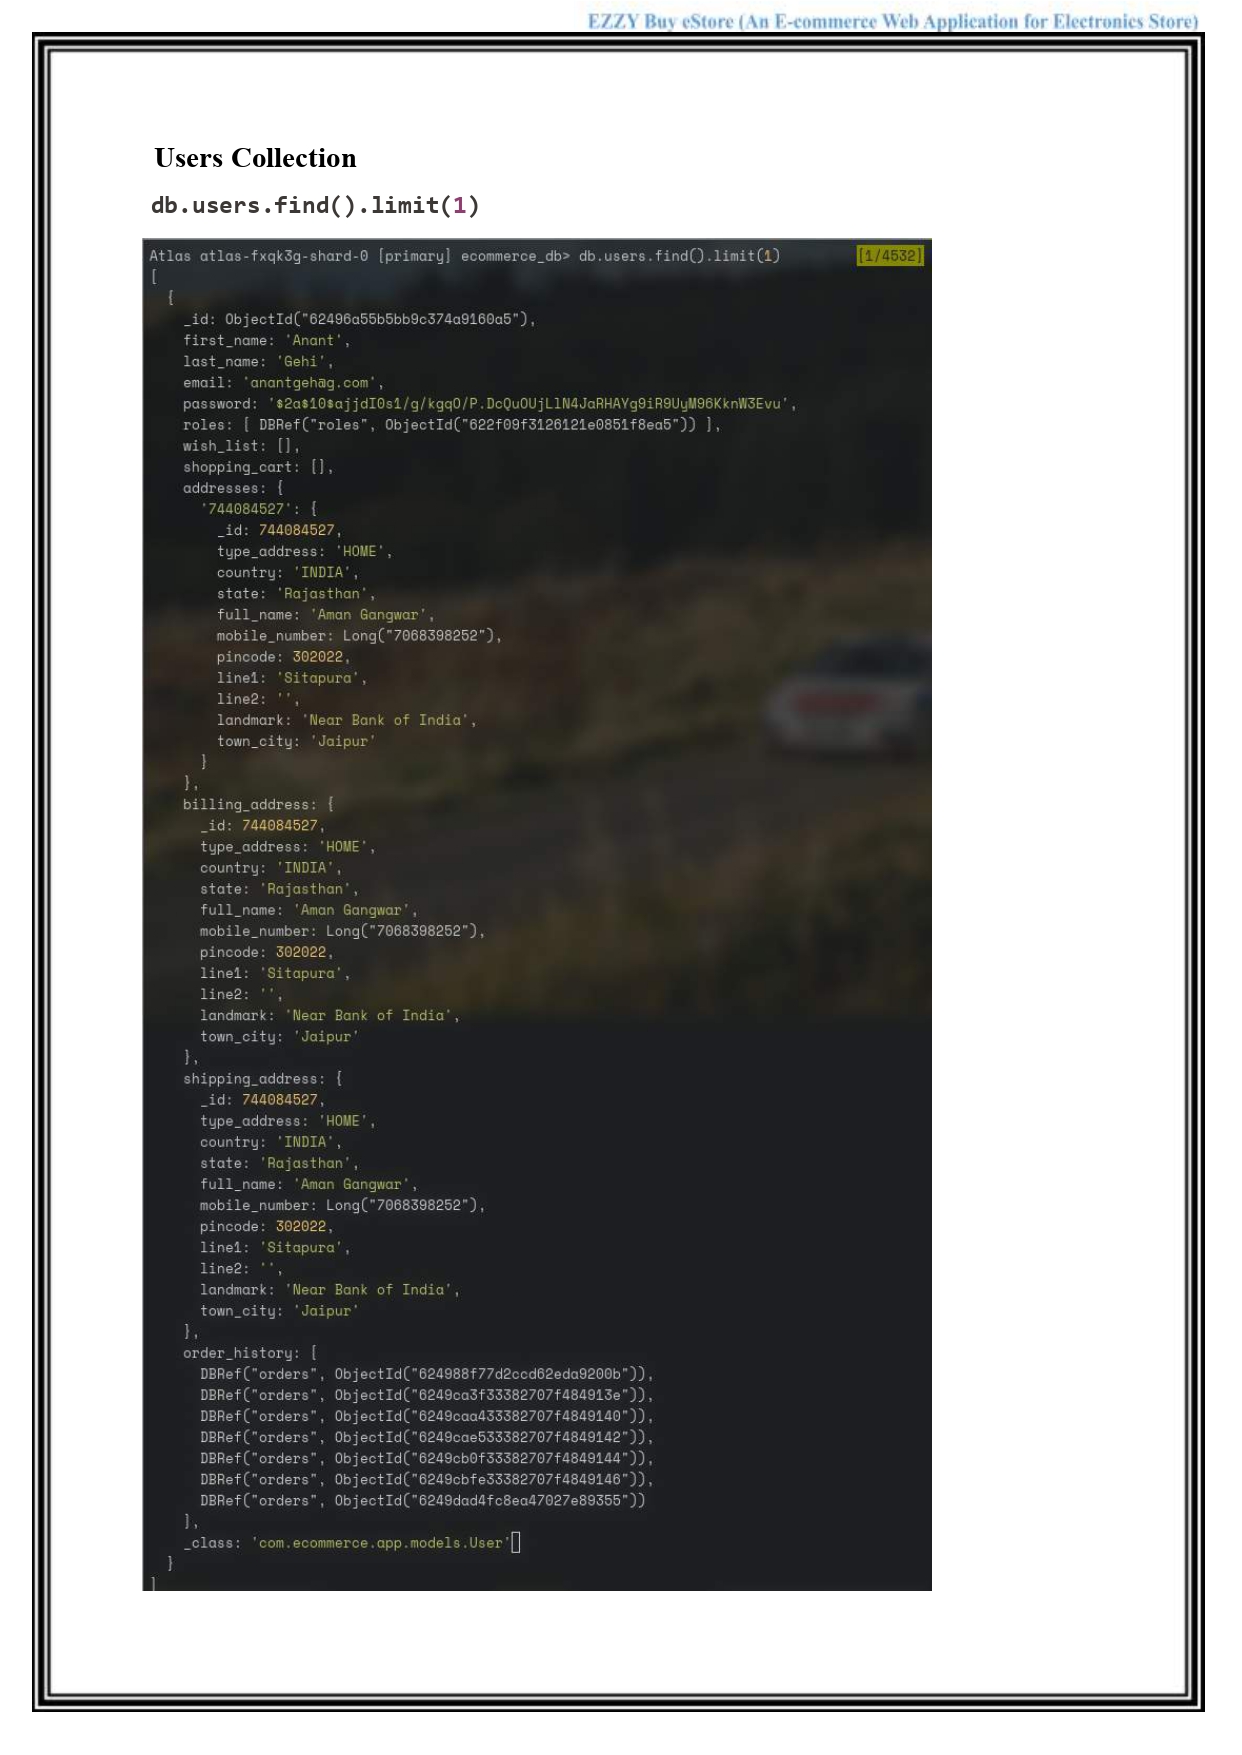 EZZY Buy eStore (An E-commerce Web Application for Electronics Store)
Users Collection
db.users.find().limit(1)
Atlas atlas-fxqk3g-shard-0 [primary] ecommerce_db> db.users.find().limit(1) [1/4532]
[
{
_id: ObjectId("62496a55b5bb9c374a9160a5"),
first_name: 'Anant',
last_name: 'Gehi',
email: 'anantgeh@g.com',
password: '$2a$10$ajjdI0s1/g/kgqO/P.DcQuOUjLlN4JaRHAYg9iR9UyM96KknW3Evu',
roles: [ DBRef("roles", ObjectId("622f09f3126121e0851f8ea5")) ],
wish_list: [],
shopping_cart: [],
addresses: {
'744084527': {
_id: 744084527,
type_address: 'HOME',
country: 'INDIA',
state: 'Rajasthan',
full_name: 'Aman Gangwar',
mobile_number: Long("7068398252"),
pincode: 302022,
line1: 'Sitapura',
line2: '',
landmark: 'Near Bank of India',
town_city: 'Jaipur'
}
},
billing_address: {
_id: 744084527,
type_address: 'HOME',
country: 'INDIA',
state: 'Rajasthan',
full_name: 'Aman Gangwar',
mobile_number: Long("7068398252"),
pincode: 302022,
line1: 'Sitapura',
line2: '',
landmark: 'Near Bank of India',
town_city: 'Jaipur'
},
shipping_address: {
_id: 744084527,
type_address: 'HOME',
country: 'INDIA',
state: 'Rajasthan',
full_name: 'Aman Gangwar',
mobile_number: Long("7068398252"),
pincode: 302022,
line1: 'Sitapura',
line2: '',
landmark: 'Near Bank of India',
town_city: 'Jaipur'
},
order_history: [
DBRef("orders", ObjectId("624988f77d2ccd62eda9200b")),
DBRef("orders", ObjectId("6249ca3f33382707f484913e")),
DBRef("orders", ObjectId("6249caa433382707f4849140")),
DBRef("orders", ObjectId("6249cae533382707f4849142")),
DBRef("orders", ObjectId("6249cb0f33382707f4849144")),
DBRef("orders", ObjectId("6249cbfe33382707f4849146")),
DBRef("orders", ObjectId("6249dad4fc8ea47027e89355"))
],
_class: 'com.ecommerce.app.models.User'
}
]